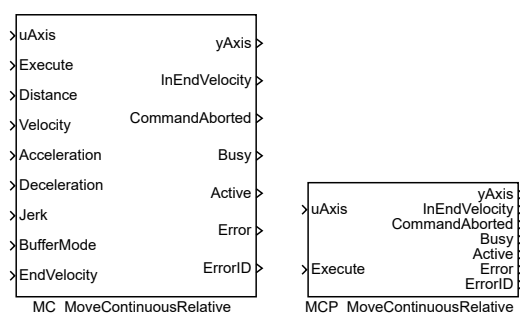 uAxis
Execute
Distance
Velocity
Acceleration
Deceleration
Jerk
BufferMode
EndVelocity
yAxis
InEndVelocity
CommandAborted
Busy
Active
Error
ErrorID
MC_MoveContinuousRelative
uAxis
Execute
yAxis
InEndVelocity
CommandAborted
Busy
Active
Error
ErrorID
MCP_MoveContinuousRelative